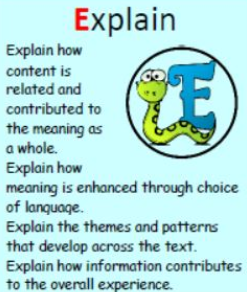 Explain
Explain how
content is
related and
contributed to
the meaning as
a whole.
Explain how
meaning is enhanced through choice
of language.
Explain the themes and patterns
that develop across the text.
Explain how information contributes
to the overall experience.
E